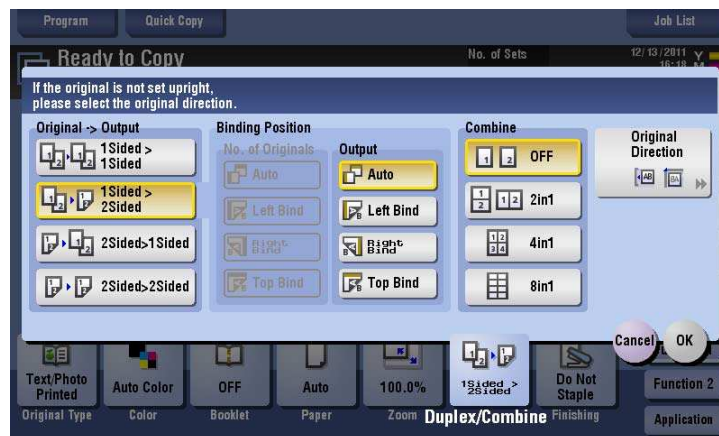 Program
Quick Copy
Job List
Ready to Copy
No. of Sets
12/13/2011
16:18
Y
M
If the original is not set upright,
please select the original direction.
Original -> Output
1Sided >
1Sided
1Sided >
2Sided
2Sided>1Sided
2Sided>2Sided
Binding Position
No. of Originals
Auto
Left Bind
Right
Bind
Top Bind
Output
Auto
Left Bind
Right
Bind
Top Bind
Combine
OFF
2in1
4in1
8in1
Original
Direction
Cancel
OK
Text/Photo
Printed
Original Type
Auto Color
Color
OFF
Booklet
Auto
Paper
100.0%
Zoom
1Sided >
2Sided
Duplex/Combine
Do Not
Staple
Finishing
Function 2
Application